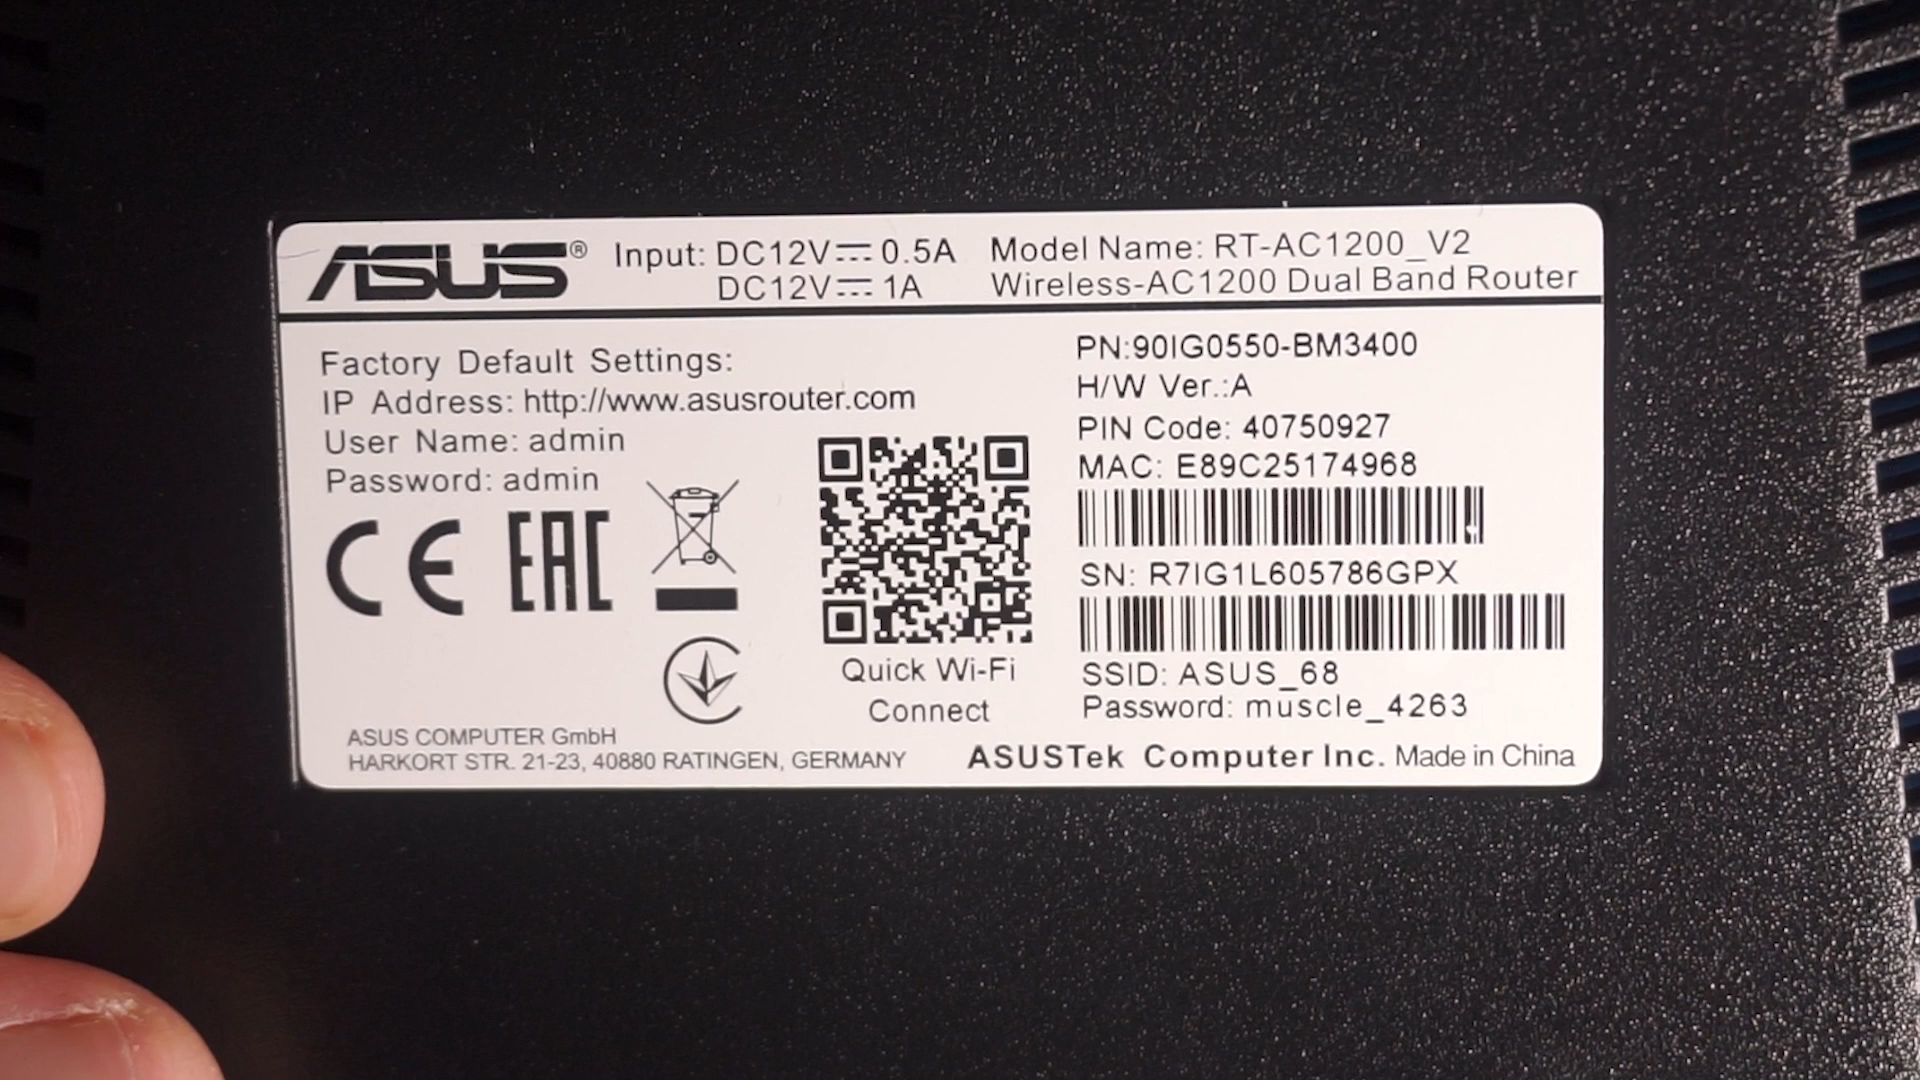 ASUS®
Input: DC12V⎓ 0.5A
DC12V⎓ 1A
Model Name: RT-AC1200_V2
Wireless-AC1200 Dual Band Router
Factory Default Settings:
IP Address: http://www.asusrouter.com
User Name: admin
Password: admin
CE EAC
Quick Wi-Fi
Connect
ASUS COMPUTER GmbH
HARKORT STR. 21-23, 40880 RATINGEN, GERMANY
PN:90IG0550-BM3400
H/W Ver.:A
PIN Code: 40750927
MAC: E89C25174968
SN: R7IG1L605786GPX
SSID: ASUS_68
Password: muscle_4263
ASUSTek Computer Inc. Made in China